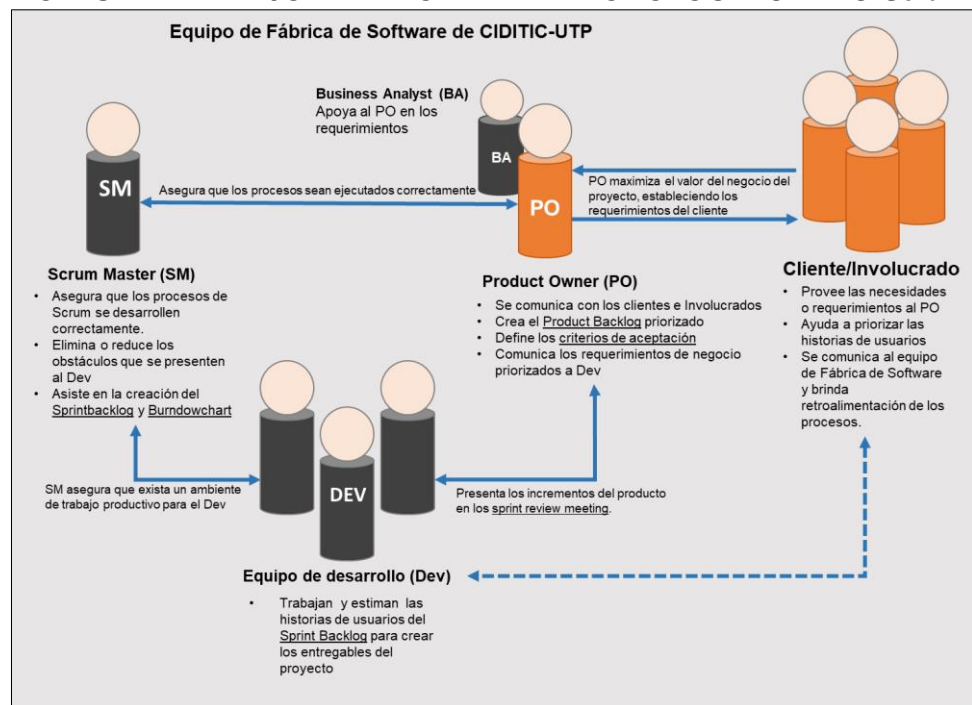 Equipo de Fábrica de Software de CIDITIC-UTP
Business Analyst (BA)
Apoya al PO en los
requerimientos
BA
SM
Asegura que los procesos sean ejecutados correctamente
PO
PO maximiza el valor del negocio del
proyecto, estableciendo los
requerimientos del cliente
Scrum Master (SM)
• Asegura que los procesos de
Scrum se desarrollen
correctamente.
• Elimina o reduce los
obstáculos que se presenten
al Dev
• Asiste en la creación del
Sprintbacklog y Burndowchart
Product Owner (PO)
• Se comunica con los clientes e Involucrados
• Crea el Product Backlog priorizado
• Define los criterios de aceptación
• Comunica los requerimientos de negocio
priorizados a Dev
Cliente/Involucrado
• Provee las necesidades
o requerimientos al PO
• Ayuda a priorizar las
historias de usuarios
• Se comunica al equipo
de Fábrica de Software
y brinda
retroalimentación de los
procesos.
SM asegura que exista un ambiente
de trabajo productivo para el Dev
DEV
Presenta los incrementos del producto
en los sprint review meeting.
Equipo de desarrollo (Dev)
• Trabajan y estiman las
historias de usuarios del
Sprint Backlog para crear
los entregables del
proyecto